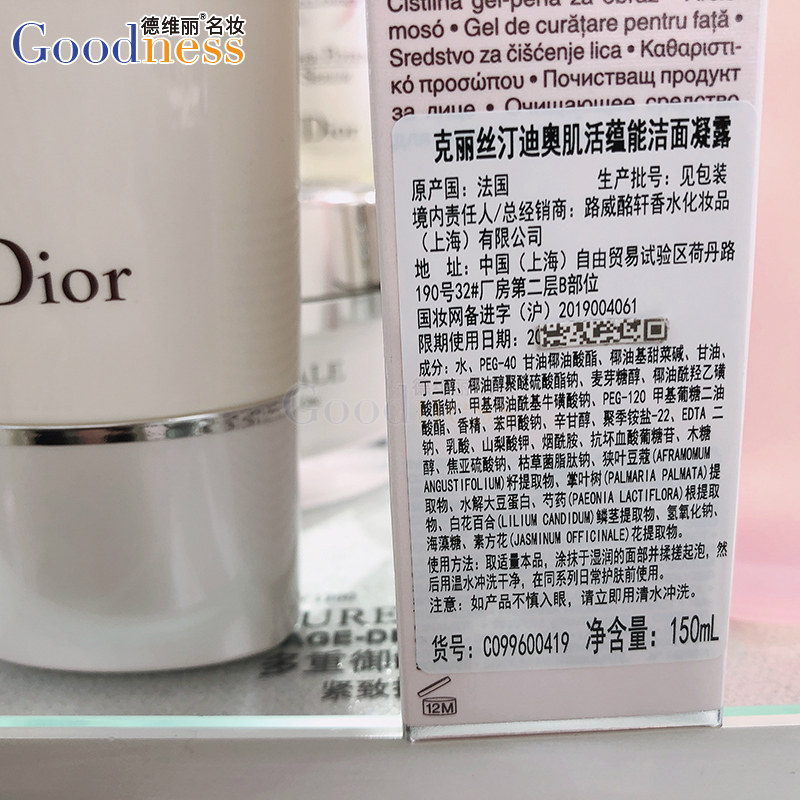 德维丽®名妆
Goodness
Dior
Dior
Cistilna gel-pena za obraz
mosó • Gel de curăţare pentru faţă •
Sredstvo za čišćenje lica • Καθαριστι-
κό προσώπου • Почистващ продукт
за лице • Очищающее средство
克丽丝汀迪奥肌活蕴能洁面凝露
原产国：法国 生产批号：见包装
境内责任人/总经销商：路威酩轩香水化妆品
（上海）有限公司
地 址：中国（上海）自由贸易试验区荷丹路
190号32#厂房第二层B部位
国妆网备进字（沪）2019004061
限期使用日期：20
成分：水、PEG-40 甘油椰油酸酯、椰油基甜菜碱、甘油、
丁二醇、椰油醇聚醚硫酸酯钠、麦芽糖醇、椰油酰羟乙磺
酸酯钠、甲基椰油酰基牛磺酸钠、PEG-120 甲基葡糖二油
酸酯、香精、苯甲酸钠、辛甘醇、聚季铵盐-22、EDTA 二
钠、乳酸、山梨酸钾、烟酰胺、抗坏血酸葡糖苷、木糖
醇、焦亚硫酸钠、枯草菌脂肽钠、狭叶豆蔻(AFRAMOMUM
ANGUSTIFOLIUM)籽提取物、掌叶树(PALMARIA PALMATA)提
取物、水解大豆蛋白、芍药(PAEONIA LACTIFLORA)根提取
物、白花百合(LILIUM CANDIDUM)鳞茎提取物、氢氧化钠、
海藻糖、素方花(JASMINUM OFFICINALE)花提取物。
使用方法：取适量本品，涂抹于湿润的面部并揉搓起泡，然
后用温水冲洗干净，在同系列日常护肤前使用。
注意：如产品不慎入眼，请立即用清水冲洗。
货号：C099600419 净含量：150mL
12M
Goodness
多重御
紧致